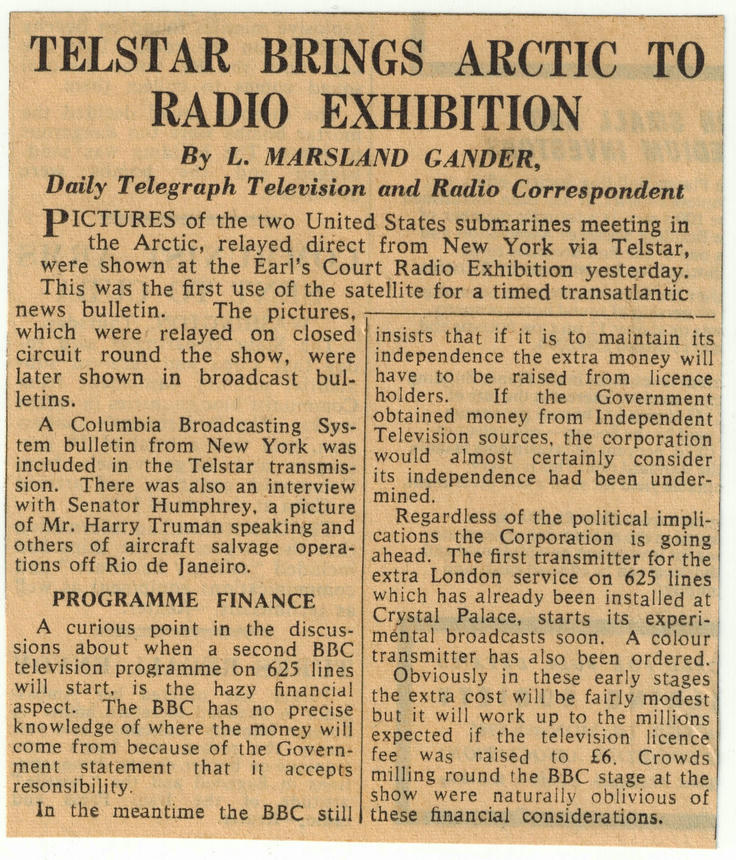 TELSTAR BRINGS ARCTIC TO
RADIO EXHIBITION
By L. MARSLAND GANDER,
Daily Telegraph Television and Radio Correspondent
PICTURES of the two United States submarines meeting in
the Arctic, relayed direct from New York via Telstar,
were shown at the Earl's Court Radio Exhibition yesterday.
This was the first use of the satellite for a timed transatlantic
news bulletin. The pictures,
which were relayed on closed
circuit round the show, were
later shown in broadcast bul-
letins.
A Columbia Broadcasting Sys-
tem bulletin from New York was
included in the Telstar transmis-
sion. There was also an interview
with Senator Humphrey, a picture
of Mr. Harry Truman speaking and
others of aircraft salvage opera-
tions off Rio de Janeiro.
PROGRAMME FINANCE
A curious point in the discus-
sions about when a second BBC
television programme on 625 lines
will start, is the hazy financial
aspect. The BBC has no precise
knowledge of where the money will
come from because of the Govern-
ment statement that it accepts
resonsibility.
In the meantime the BBC still
insists that if it is to maintain its
independence the extra money will
have to be raised from licence
holders. If the Government
obtained money from Independent
Television sources, the corporation
would almost certainly consider
its independence had been under-
mined.
Regardless of the political impli-
cations the Corporation is going
ahead. The first transmitter for the
extra London service on 625 lines
which has already been installed at
Crystal Palace, starts its experi-
mental broadcasts soon. A colour
transmitter has also been ordered.
Obviously in these early stages
the extra cost will be fairly modest
but it will work up to the millions
expected if the television licence
fee was raised to £6. Crowds
milling round the BBC stage at the
show were naturally oblivious of
these financial considerations.